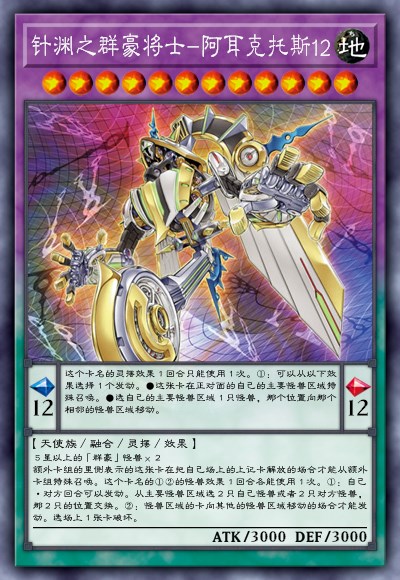 针渊之群豪将士-阿耳克托斯12
地
这个卡名的灵摆效果1回合只能使用1次。①:可以从以下效
果选择1个发动。●这张卡在正对面的自己的主要怪兽区域特
殊召唤。●选自己的主要怪兽区域1只怪兽,那个位置向那个
相邻的怪兽区域移动。
12
12
【天使族/融合/灵摆/效果】
5星以上的「群豪」怪兽×2
额外卡组的里侧表示的这张卡在把自己场上的上记卡解放的场合才能从额外
卡组特殊召唤。这个卡名的①②的怪兽效果1回合各能使用1次。①:自己
·对方回合可以发动。从主要怪兽区域选2只自己怪兽或者2只对方怪兽,
那2只的位置交换。②:怪兽区域的卡向其他的怪兽区域移动的场合才能发
动。选场上1张卡破坏。
ATK/3000 DEF/3000